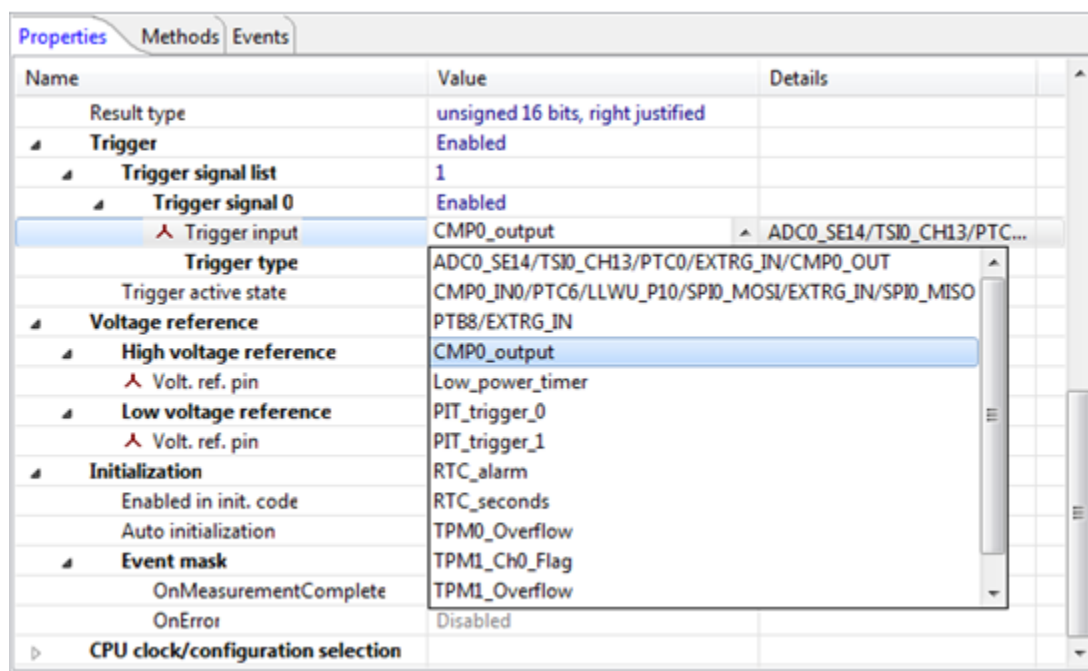 Properties Methods Events
Name Value Details
Result type unsigned 16 bits, right justified
Trigger Enabled
Trigger signal list 1
Trigger signal 0 Enabled
Trigger input CMP0_output ADC0_SE14/TSI0_CH13/PTC...
Trigger type ADC0_SE14/TSI0_CH13/PTC0/EXTRG_IN/CMP0_OUT
Trigger active state CMP0_IN0/PTC6/LLWU_P10/SPI0_MOSI/EXTRG_IN/SPI0_MISO
Voltage reference PTB8/EXTRG_IN
High voltage reference CMP0_output
Volt. ref. pin Low_power_timer
Low voltage reference PIT_trigger_0
Volt. ref. pin PIT_trigger_1
Initialization RTC_alarm
Enabled in init. code RTC_seconds
Auto initialization TPM0_Overflow
Event mask TPM1_Ch0_Flag
OnMeasurementComplete TPM1_Overflow
OnError Disabled
CPU clock/configuration selection